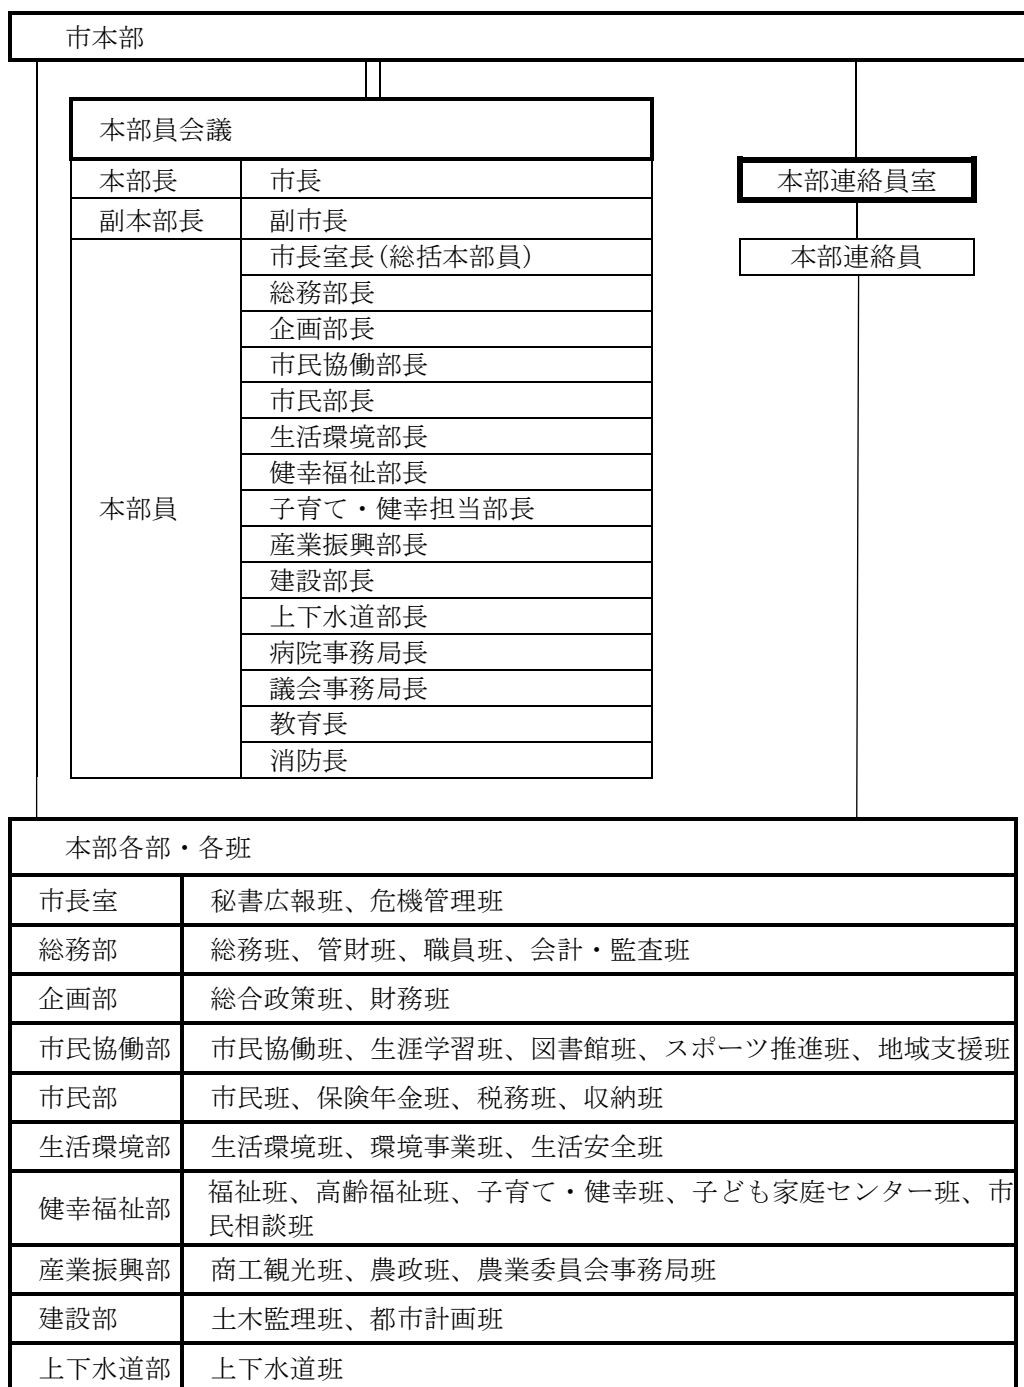 市本部
本部員会議
本部長 市長
副本部長 副市長
本部員
市長室長(総括本部員)
総務部長
企画部長
市民協働部長
市民部長
生活環境部長
健幸福祉部長
子育て・健幸担当部長
産業振興部長
建設部長
上下水道部長
病院事務局長
議会事務局長
教育長
消防長
本部連絡員室
本部連絡員
本部各部・各班
市長室 秘書広報班、危機管理班
総務部 総務班、管財班、職員班、会計・監査班
企画部 総合政策班、財務班
市民協働部 市民協働班、生涯学習班、図書館班、スポーツ推進班、地域支援班
市民部 市民班、保険年金班、税務班、収納班
生活環境部 生活環境班、環境事業班、生活安全班
健幸福祉部 福祉班、高齢福祉班、子育て・健幸班、子ども家庭センター班、市
民相談班
産業振興部 商工観光班、農政班、農業委員会事務局班
建設部 土木監理班、都市計画班
上下水道部 上下水道班